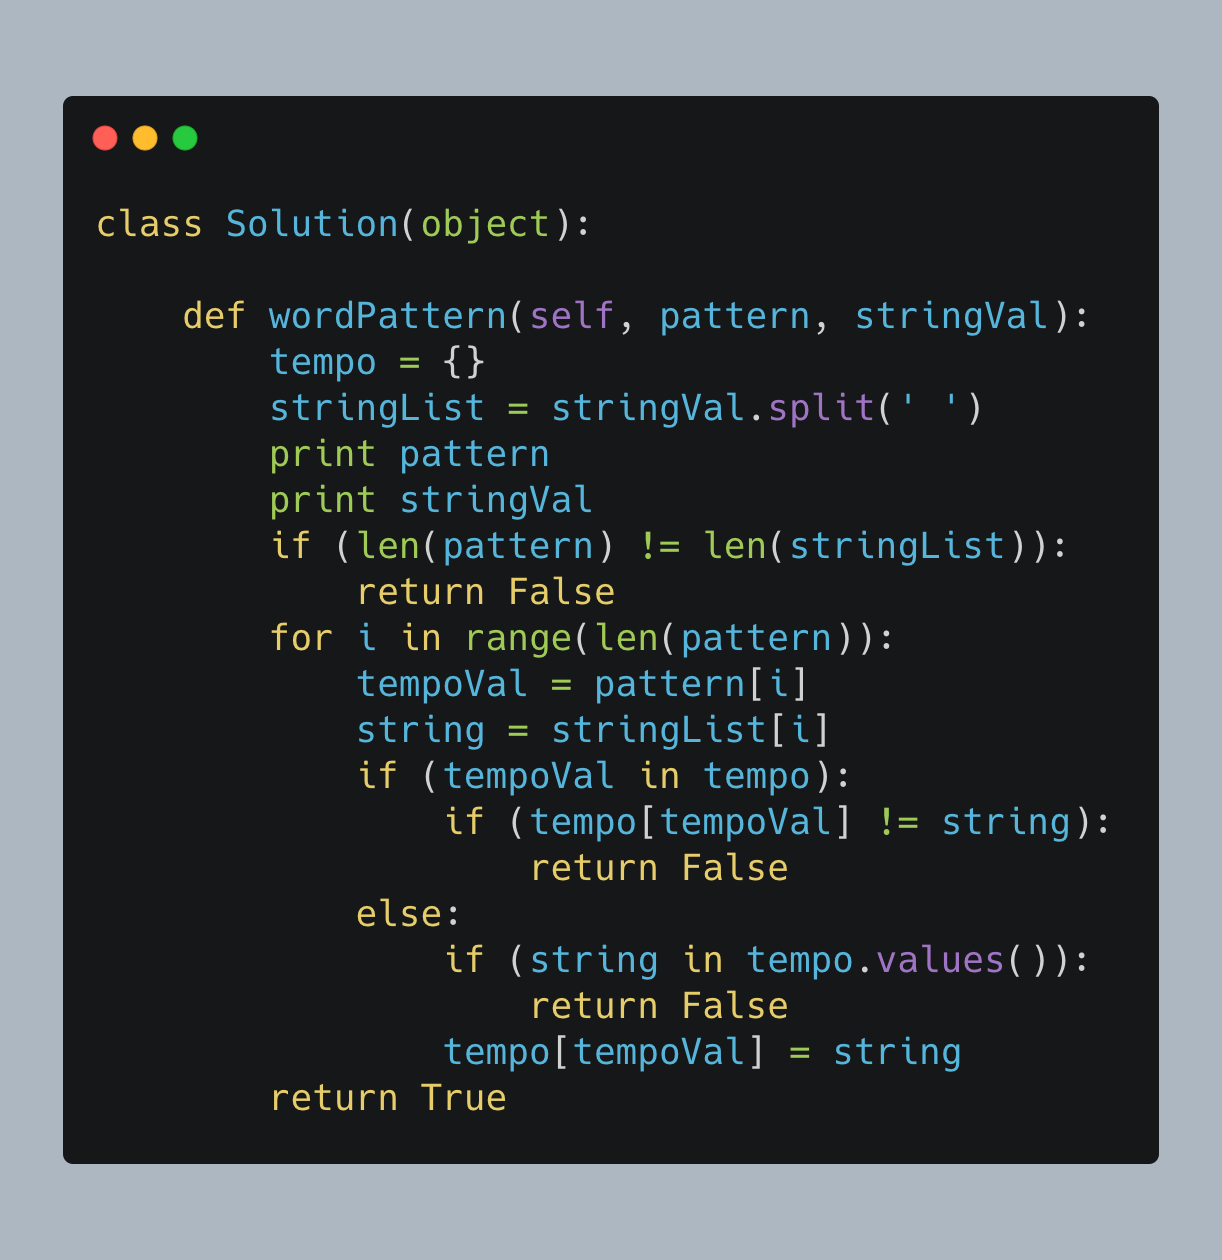 class Solution(object):

    def wordPattern(self, pattern, stringVal):
        tempo = {}
        stringList = stringVal.split(' ')
        print pattern
        print stringVal
        if (len(pattern) != len(stringList)):
            return False
        for i in range(len(pattern)):
            tempoVal = pattern[i]
            string = stringList[i]
            if (tempoVal in tempo):
                if (tempo[tempoVal] != string):
                    return False
            else:
                if (string in tempo.values()):
                    return False
                tempo[tempoVal] = string
        return True